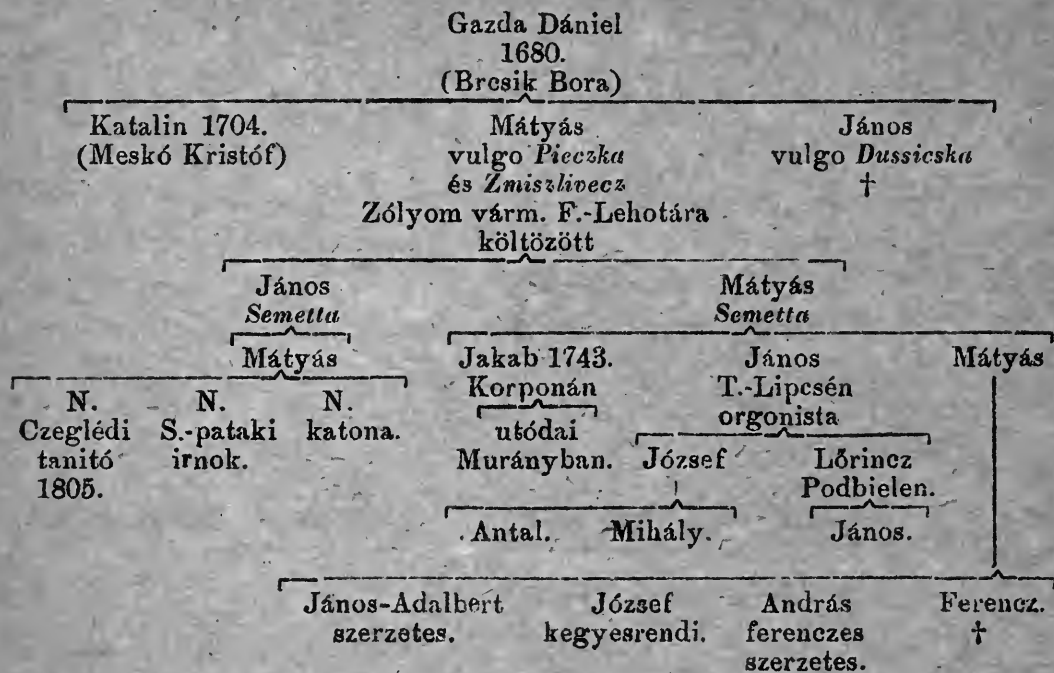 Gazda Dániel
1680.
(Brcsik Bora)
Katalin 1704. Mátyás János
(Meskó Kristóf) vulgo Pieczka vulgo Dussicska
és Zmiszlivecz †
Zólyom várm. F.-Lehotára
költözött
János Mátyás
Semetta Semetta
Mátyás Jakab 1743. János Mátyás
N. N. N. Korponán T.-Lipcsén
Czeglédi S.-pataki katona. utódai orgonista
tanitó irnok. Murányban. József Lőrincz
1805. Podbielen.
Antal. Mihály. János.
János-Adalbert József András Ferencz.
szerzetes. kegyesrendi. ferenczes †
szerzetes.